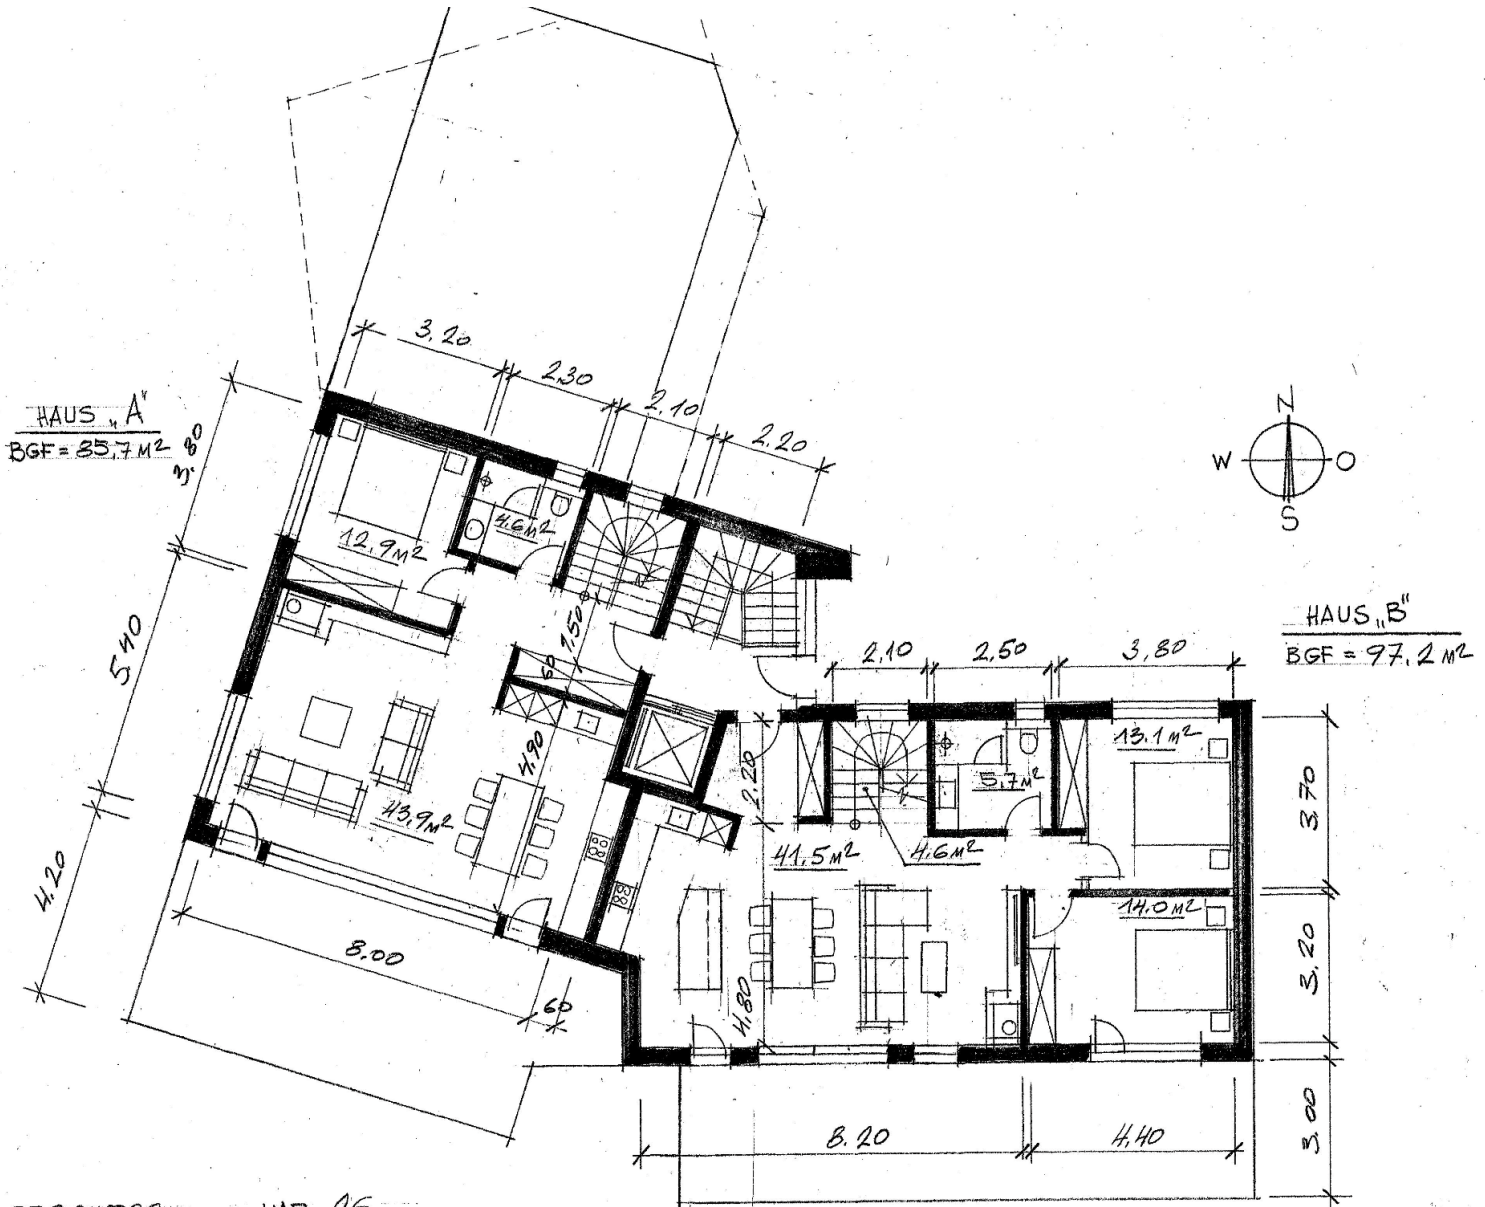 3.20
2.30
2.10
2.20
HAUS „A"
BGF = 85,7 M²
3.80
N
W
O
S
12.9 M²
4.6 M²
5.40
1.50
60
HAUS „B"
BGF = 97.2 M²
2.10
2.50
3.80
13.1 M²
5.7 M²
4.90
2.20
3.70
43.9 M²
41.5 M²
4.6 M²
4.20
14.0 M²
8.00
60
4.80
3.20
8.20
4.40
3.00